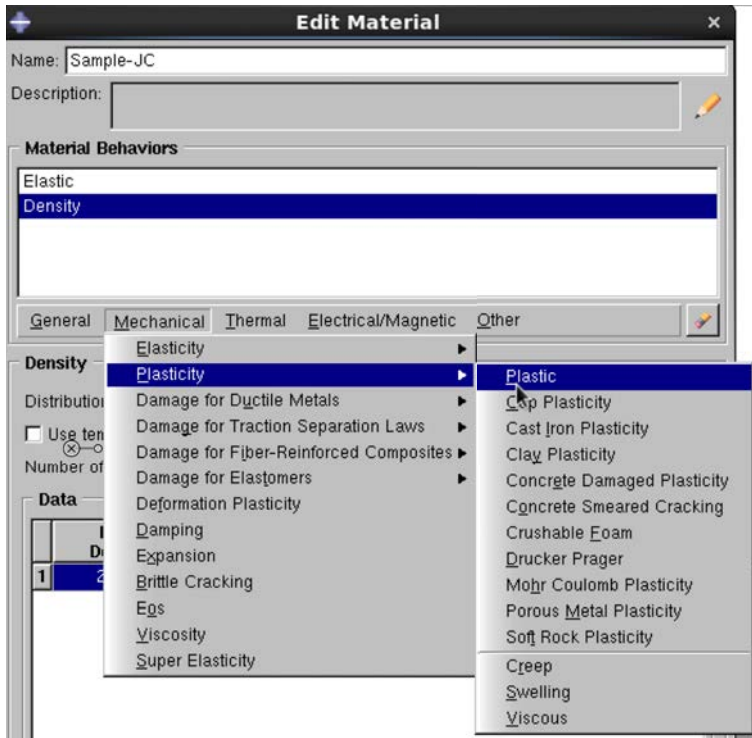 Edit Material
Name: Sample-JC
Description:
Material Behaviors
Elastic
Density
General Mechanical Thermal Electrical/Magnetic Other
Density
Distributio
Use ten
Number of
Data
1 2
Elasticity
Plasticity
Damage for Ductile Metals
Damage for Traction Separation Laws
Damage for Fiber-Reinforced Composites
Damage for Elastomers
Deformation Plasticity
Damping
Expansion
Brittle Cracking
Eos
Viscosity
Super Elasticity
Plastic
Cap Plasticity
Cast Iron Plasticity
Clay Plasticity
Concrete Damaged Plasticity
Concrete Smeared Cracking
Crushable Foam
Drucker Prager
Mohr Coulomb Plasticity
Porous Metal Plasticity
Soft Rock Plasticity
Creep
Swelling
Viscous